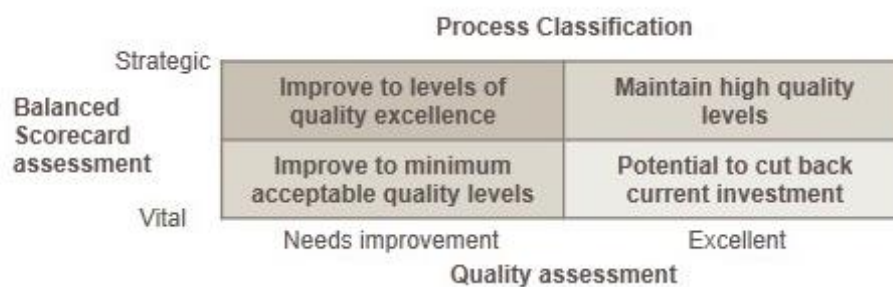 Process Classification
Strategic
Improve to levels of
quality excellence
Maintain high quality
levels
Balanced
Scorecard
assessment
Improve to minimum
acceptable quality levels
Potential to cut back
current investment
Vital
Needs improvement
Excellent
Quality assessment